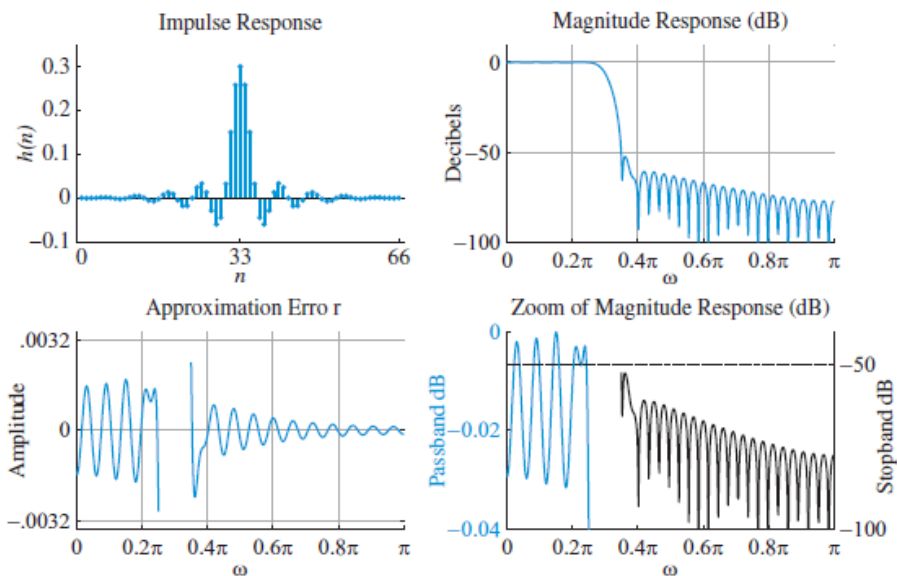 Impulse Response
h(n)
0.3
0.2
0.1
0
−0.1
0
33
66
n
Magnitude Response (dB)
Decibels
0
−50
−100
0
0.2π
0.4π
0.6π
0.8π
π
ω
Approximation Erro r
Amplitude
.0032
0
−.0032
0
0.2π
0.4π
0.6π
0.8π
π
ω
Zoom of Magnitude Response (dB)
Passband dB
0
−0.02
−0.04
0
0.2π
0.4π
0.6π
0.8π
π
ω
−50
−100
Stopband dB